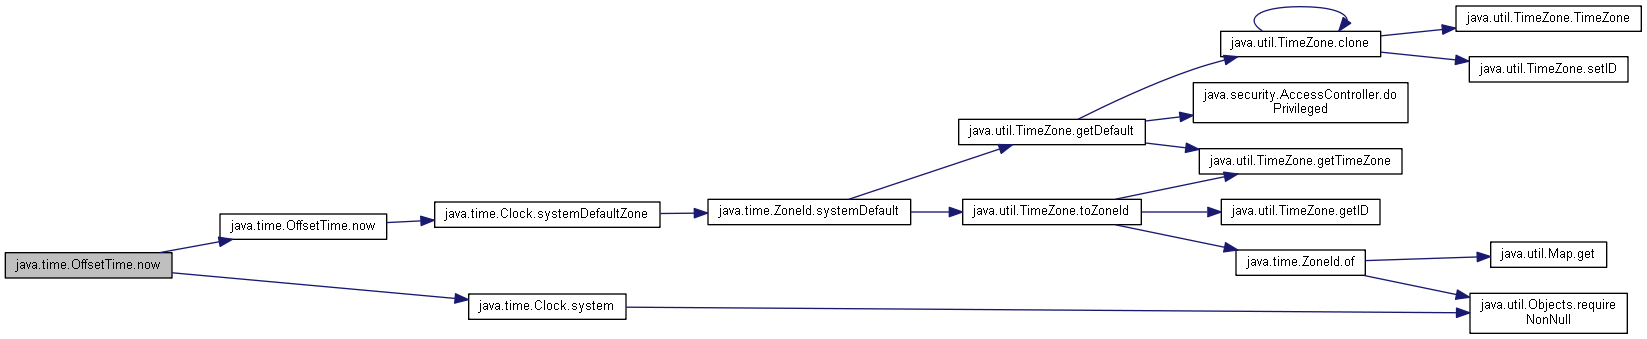 java.util.TimeZone.TimeZone
java.util.TimeZone.clone
java.util.TimeZone.setID
java.security.AccessController.do
Privileged
java.util.TimeZone.getDefault
java.util.TimeZone.getTimeZone
java.time.OffsetTime.now
java.time.Clock.systemDefaultZone
java.time.ZoneId.systemDefault
java.util.TimeZone.toZoneId
java.util.TimeZone.getID
java.time.OffsetTime.now
java.time.ZoneId.of
java.util.Map.get
java.time.Clock.system
java.util.Objects.require
NonNull